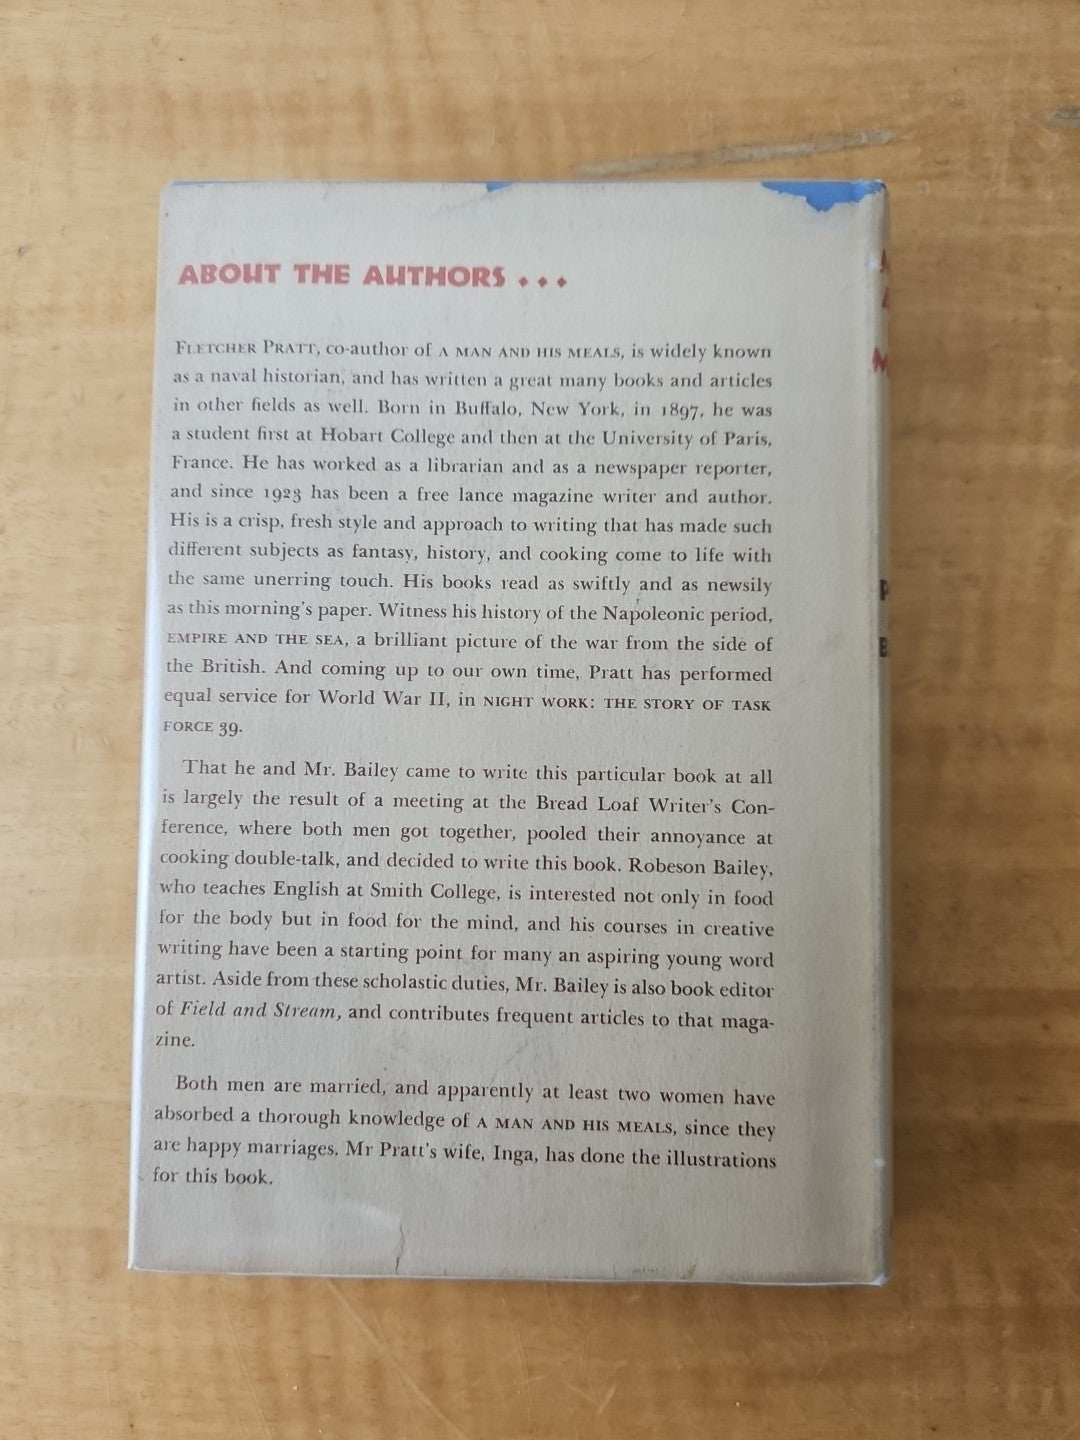 ABOUT THE AUTHORS . . .
FLETCHER PRATT, co-author of A MAN AND HIS MEALS, is widely known
as a naval historian, and has written a great many books and articles
in other fields as well. Born in Buffalo, New York, in 1897, he was
a student first at Hobart College and then at the University of Paris,
France. He has worked as a librarian and as a newspaper reporter,
and since 1923 has been a free lance magazine writer and author.
His is a crisp, fresh style and approach to writing that has made such
different subjects as fantasy, history, and cooking come to life with
the same unerring touch. His books read as swiftly and as newsily
as this morning's paper. Witness his history of the Napoleonic period,
EMPIRE AND THE SEA, a brilliant picture of the war from the side of
the British. And coming up to our own time, Pratt has performed
equal service for World War II, in NIGHT WORK: THE STORY OF TASK
FORCE 39.
That he and Mr. Bailey came to write this particular book at all
is largely the result of a meeting at the Bread Loaf Writer's Con-
ference, where both men got together, pooled their annoyance at
cooking double-talk, and decided to write this book. Robeson Bailey,
who teaches English at Smith College, is interested not only in food
for the body but in food for the mind, and his courses in creative
writing have been a starting point for many an aspiring young word
artist. Aside from these scholastic duties, Mr. Bailey is also book editor
of Field and Stream, and contributes frequent articles to that maga-
zine.
Both men are married, and apparently at least two women have
absorbed a thorough knowledge of A MAN AND HIS MEALS, since they
are happy marriages. Mr Pratt's wife, Inga, has done the illustrations
for this book.